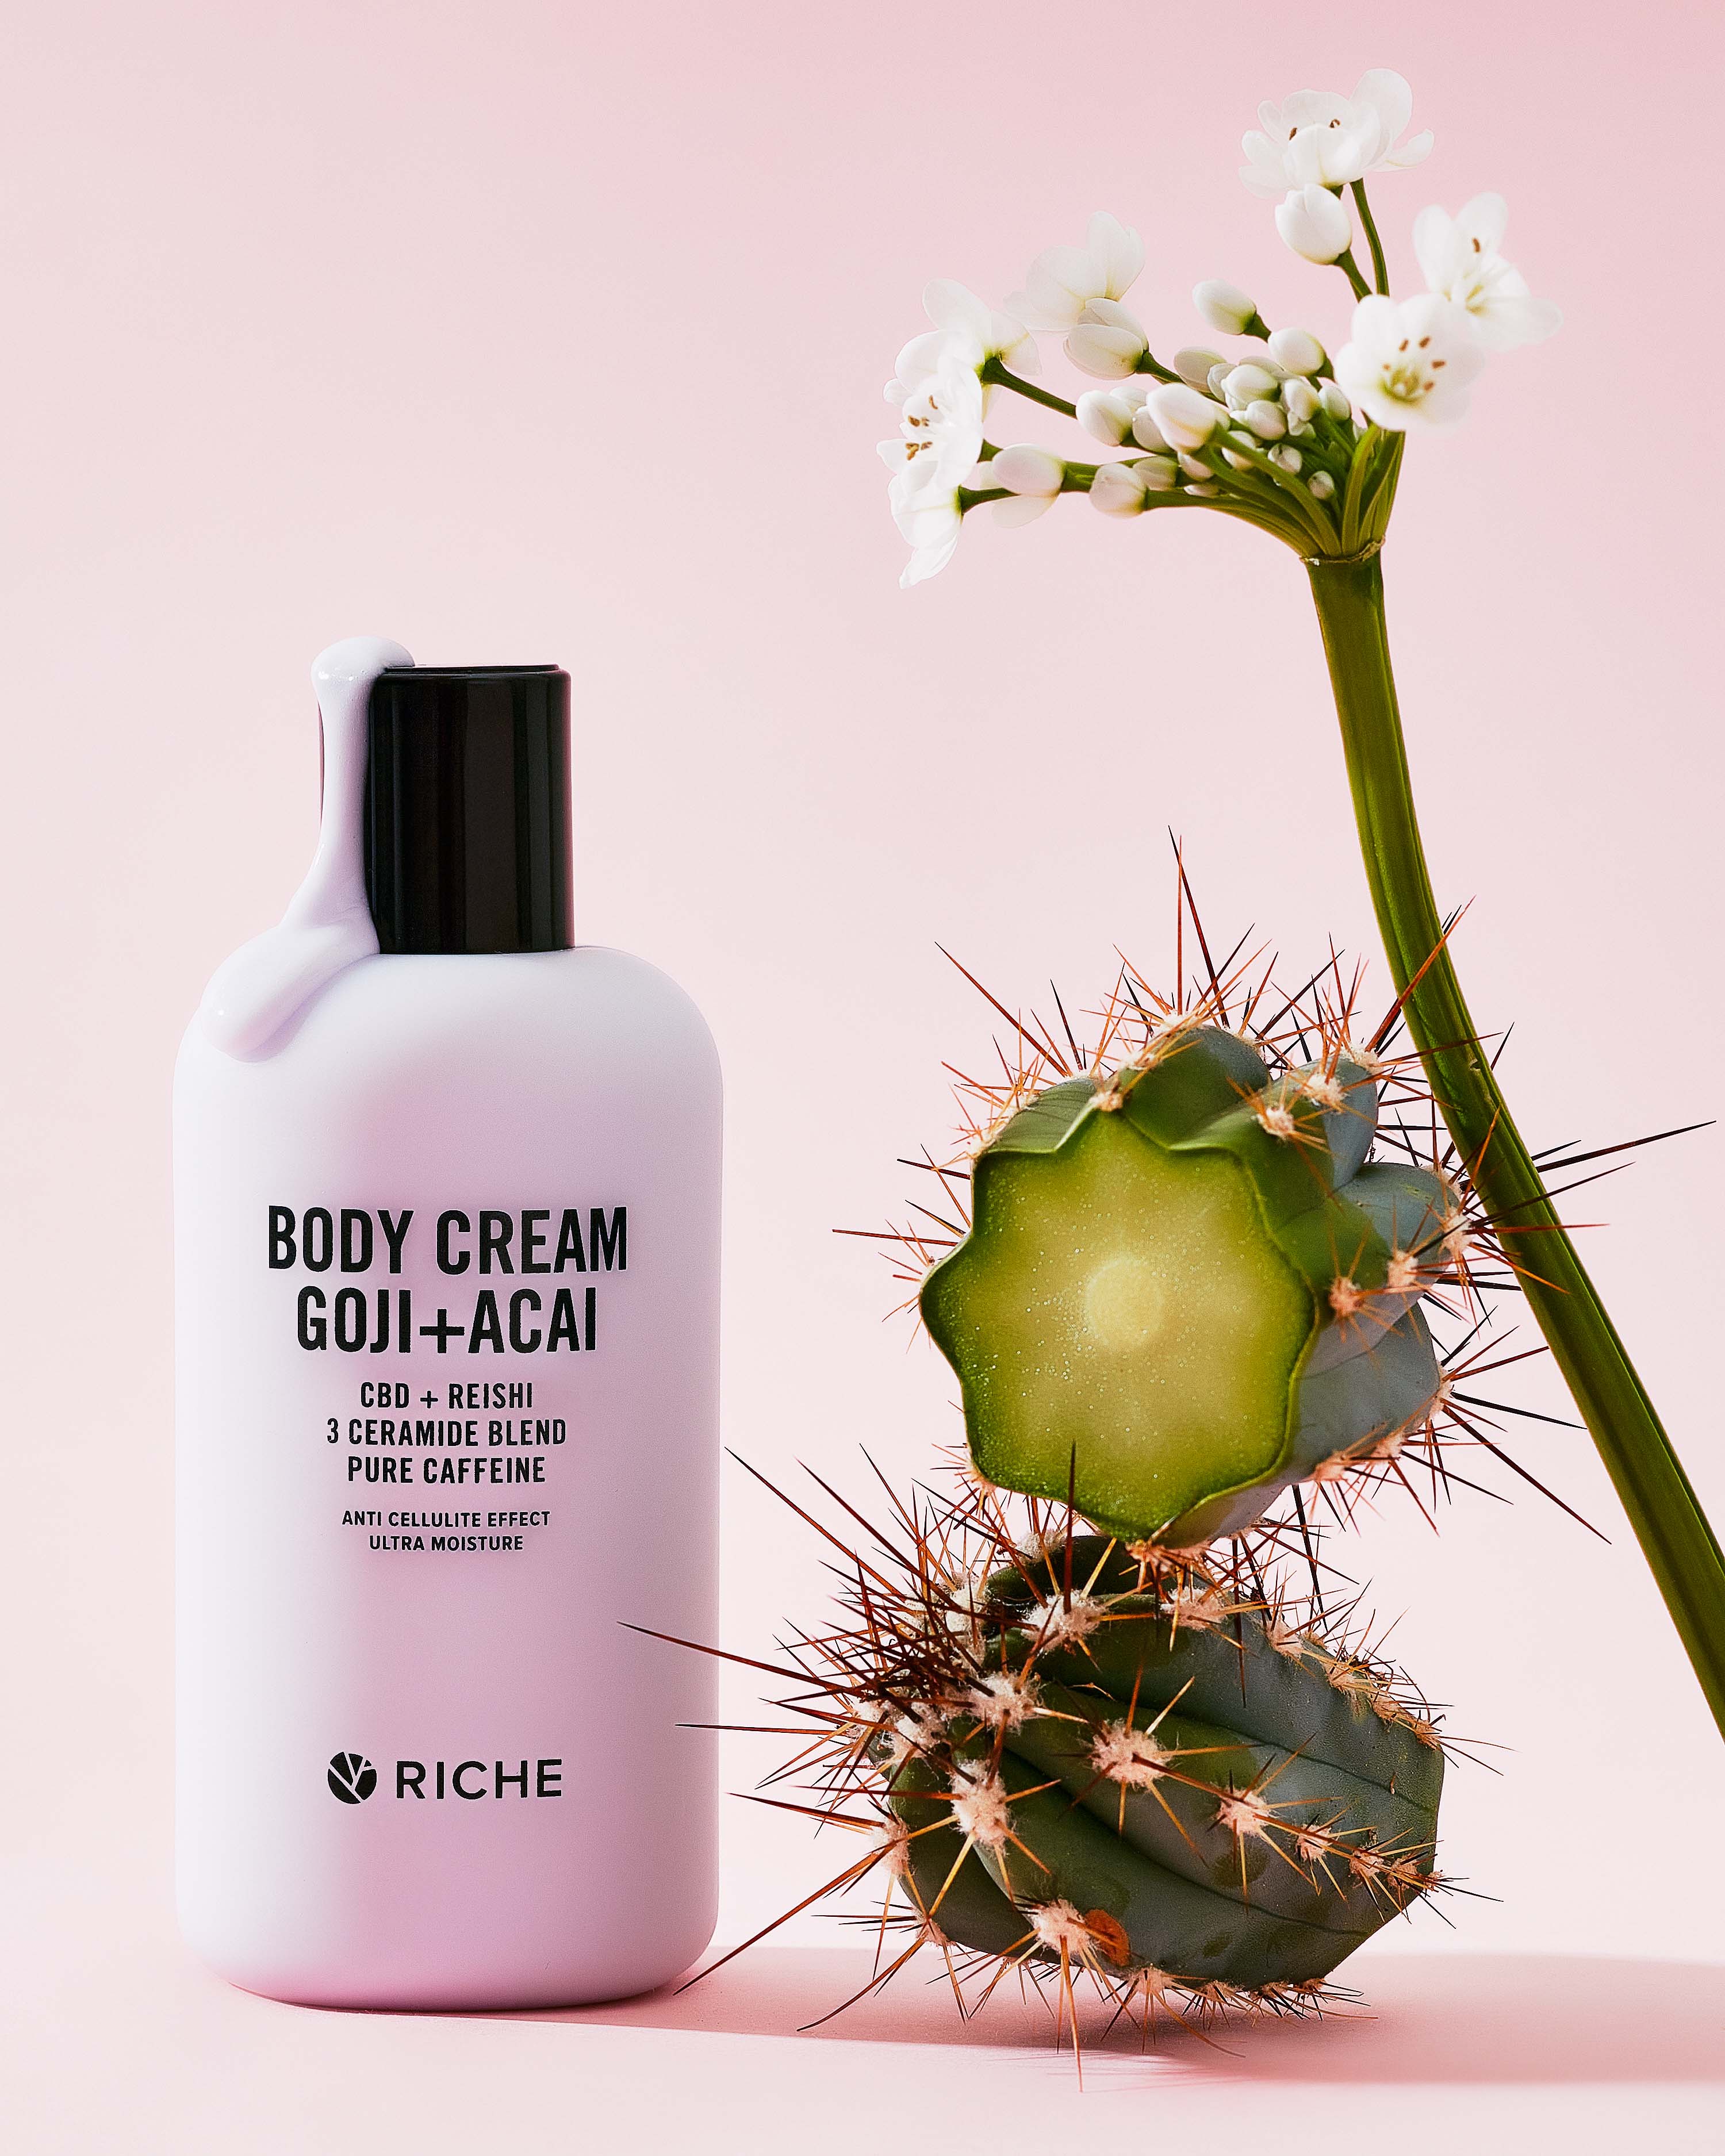 BODY CREAM
GOJI+ACAI
CBD + REISHI
3 CERAMIDE BLEND
PURE CAFFEINE
ANTI CELLULITE EFFECT
ULTRA MOISTURE
RICHE